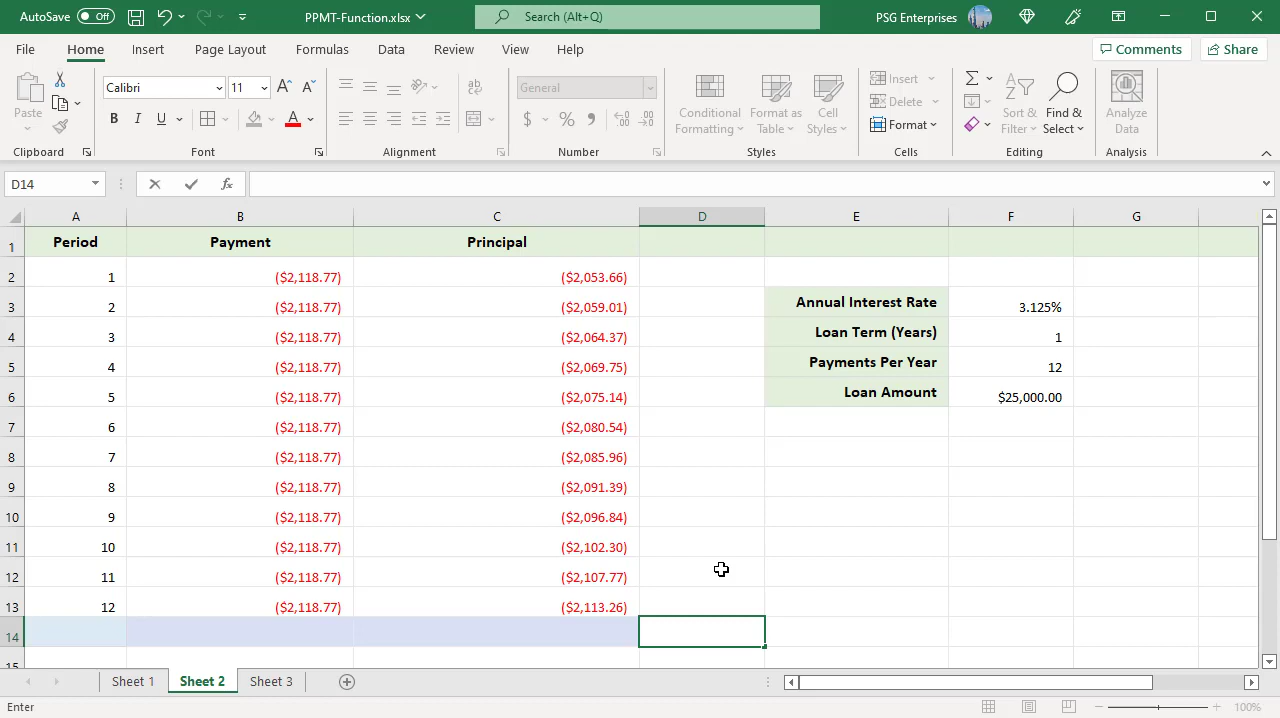 AutoSave Off PPMT-Function.xlsx Search (Alt+Q) PSG Enterprises
File Home Insert Page Layout Formulas Data Review View Help Comments Share
Paste
Clipboard
Calibri 11
B I U A
Font
ab
Alignment
General
$ % 9
Number
Conditional Formatting
Format as Table
Cell Styles
Styles
Insert
Delete
Format
Cells
Sort & Filter
Find & Select
Editing
Analyze Data
Analysis
D14 fx
A B C D E F G
1 Period Payment Principal
2 1 ($2,118.77) ($2,053.66)
3 2 ($2,118.77) ($2,059.01) Annual Interest Rate 3.125%
4 3 ($2,118.77) ($2,064.37) Loan Term (Years) 1
5 4 ($2,118.77) ($2,069.75) Payments Per Year 12
6 5 ($2,118.77) ($2,075.14) Loan Amount $25,000.00
7 6 ($2,118.77) ($2,080.54)
8 7 ($2,118.77) ($2,085.96)
9 8 ($2,118.77) ($2,091.39)
10 9 ($2,118.77) ($2,096.84)
11 10 ($2,118.77) ($2,102.30)
12 11 ($2,118.77) ($2,107.77)
13 12 ($2,118.77) ($2,113.26)
14
15
Sheet 1 Sheet 2 Sheet 3
Enter 100%